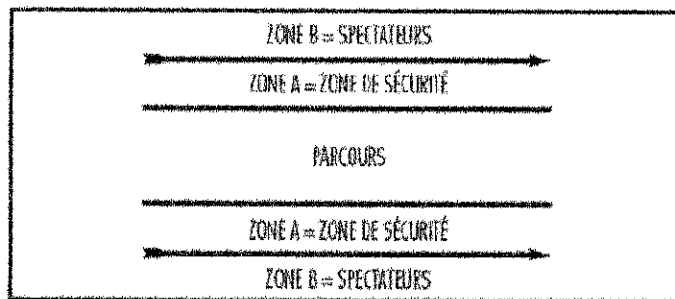 ZONE B = SPECTATEURS
ZONE A = ZONE DE SÉCURITÉ
PARCOURS
ZONE A = ZONE DE SÉCURITÉ
ZONE B = SPECTATEURS